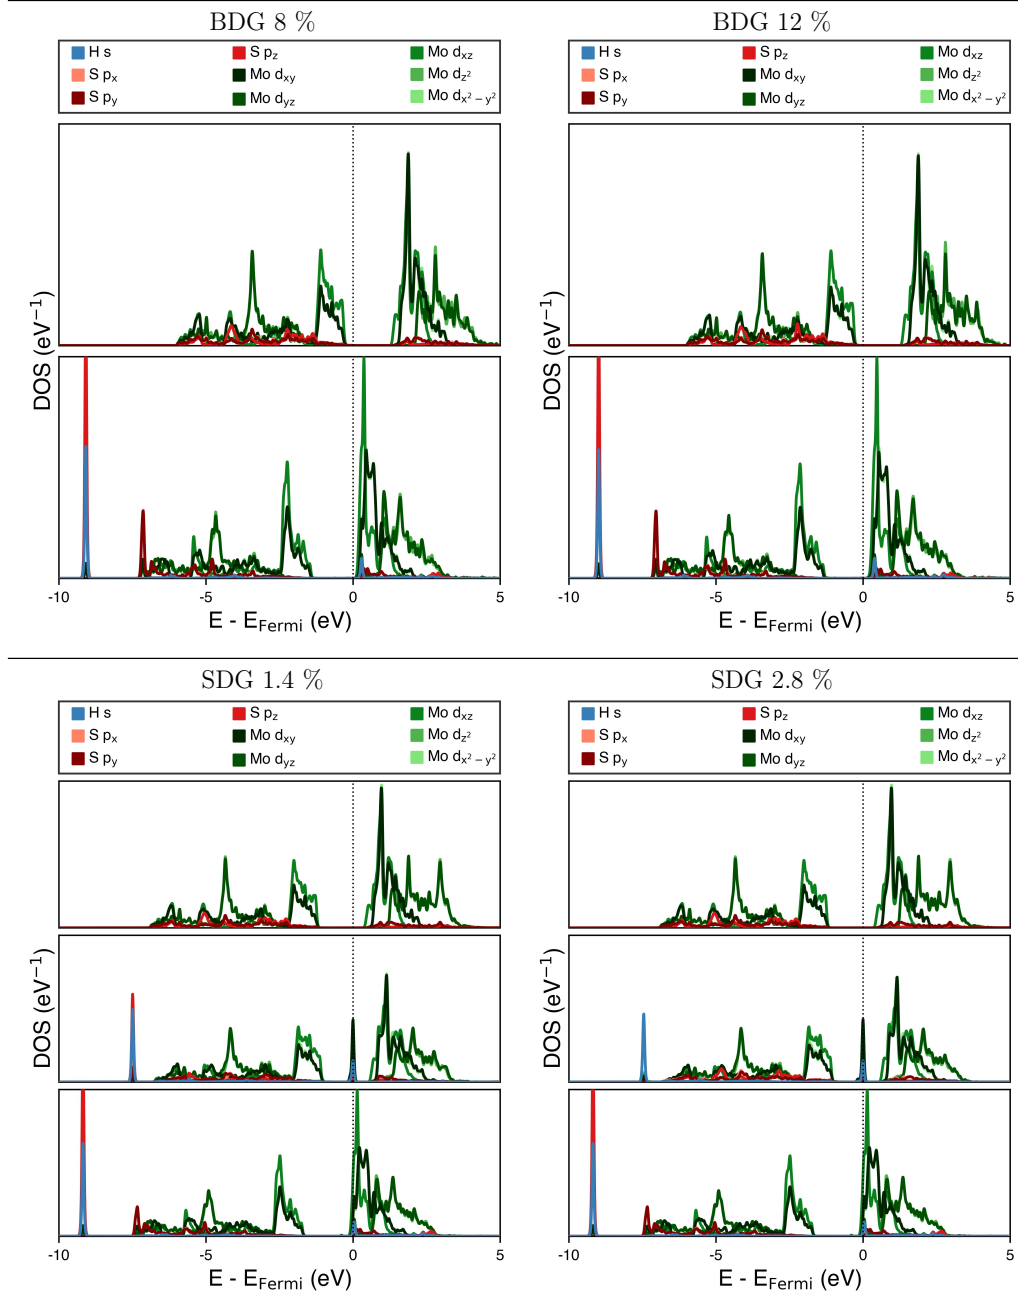 BDG 8 %
BDG 12 %
H s
S pz
Mo dxz
S px
Mo dxy
Mo dz²
S py
Mo dyz
Mo dx² − y²
H s
S pz
Mo dxz
S px
Mo dxy
Mo dz²
S py
Mo dyz
Mo dx² − y²
DOS (eV⁻¹)
DOS (eV⁻¹)
-10 -5 0 5
-10 -5 0 5
E - EFermi (eV)
E - EFermi (eV)
SDG 1.4 %
SDG 2.8 %
H s
S pz
Mo dxz
S px
Mo dxy
Mo dz²
S py
Mo dyz
Mo dx² − y²
H s
S pz
Mo dxz
S px
Mo dxy
Mo dz²
S py
Mo dyz
Mo dx² − y²
DOS (eV⁻¹)
DOS (eV⁻¹)
-10 -5 0 5
-10 -5 0 5
E - EFermi (eV)
E - EFermi (eV)